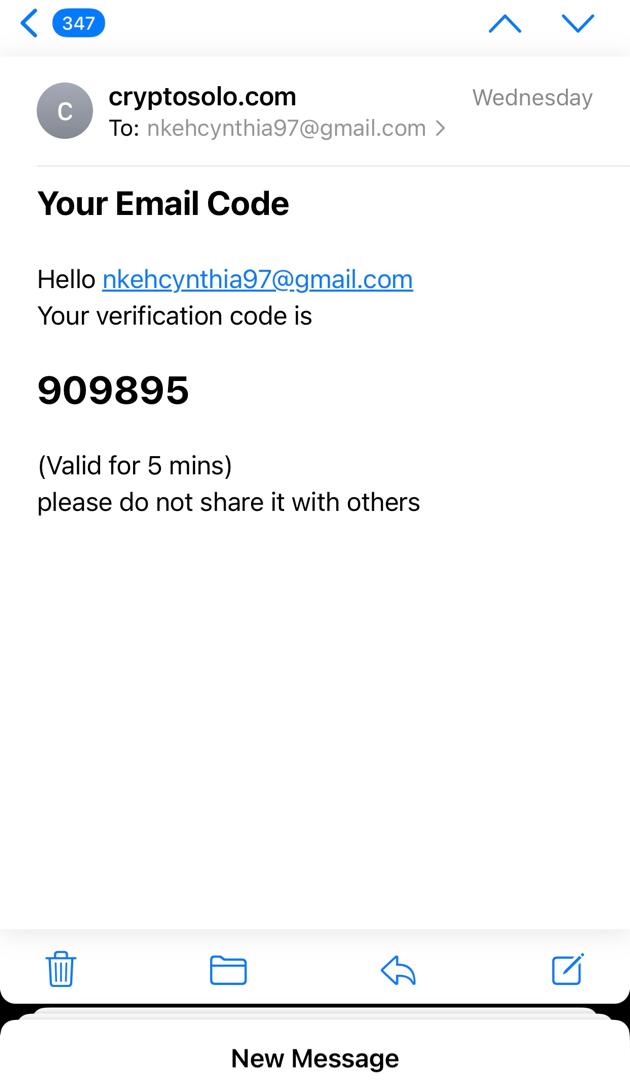 347
C
cryptosolo.com
Wednesday
To: nkehcynthia97@gmail.com
Your Email Code
Hello nkehcynthia97@gmail.com
Your verification code is
909895
(Valid for 5 mins)
please do not share it with others
New Message